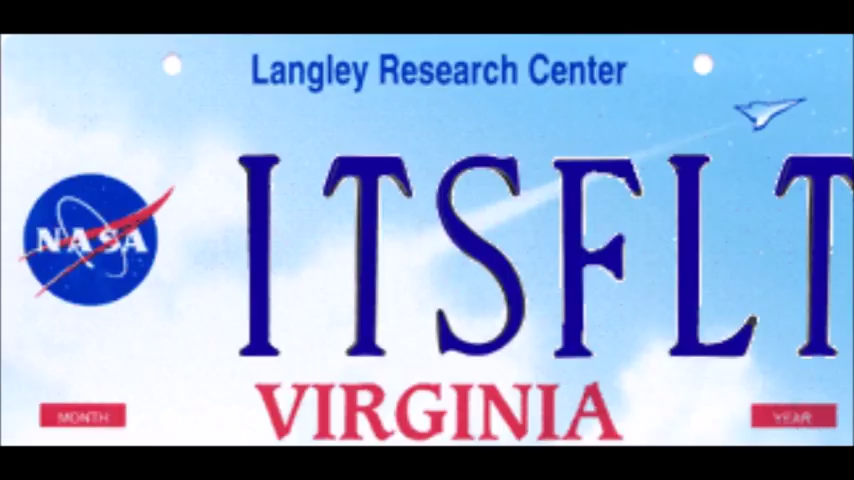 Langley Research Center
NASA
ITSFLT
VIRGINIA
MONTH
YEAR